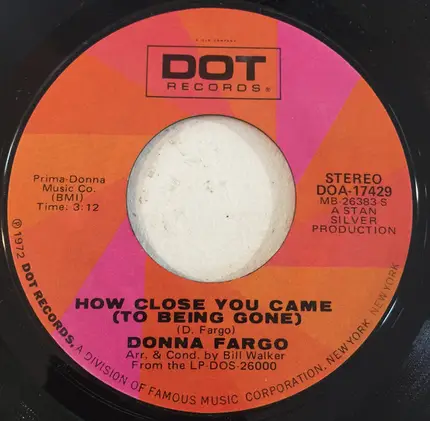 DOT
RECORDS®
Prima-Donna
Music Co.
(BMI)
Time: 3:12
STEREO
DOA-17429
MB-26383-S
A STAN
SILVER
PRODUCTION
HOW CLOSE YOU CAME
(TO BEING GONE)
(D. Fargo)
DONNA FARGO
Arr. & Cond. by Bill Walker
From the LP-DOS-26000
℗ 1972 DOT RECORDS, A DIVISION OF FAMOUS MUSIC CORPORATION, NEW YORK, NEW YORK